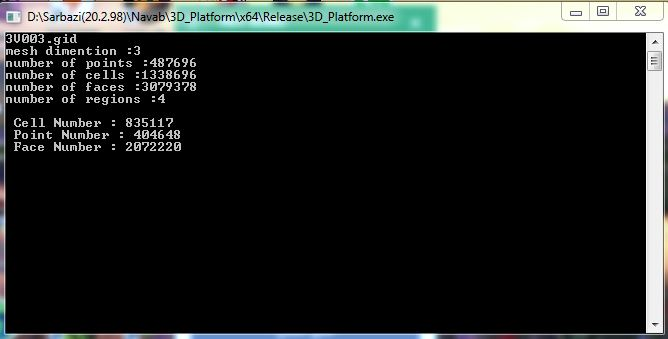 D:\Sarbazi(20.2.98)\Navab\3D_Platform\x64\Release\3D_Platform.exe
3V003.gid
mesh dimention :3
number of points :487696
number of cells :1338696
number of faces :3079378
number of regions :4
Cell Number : 835117
Point Number : 404648
Face Number : 2072220